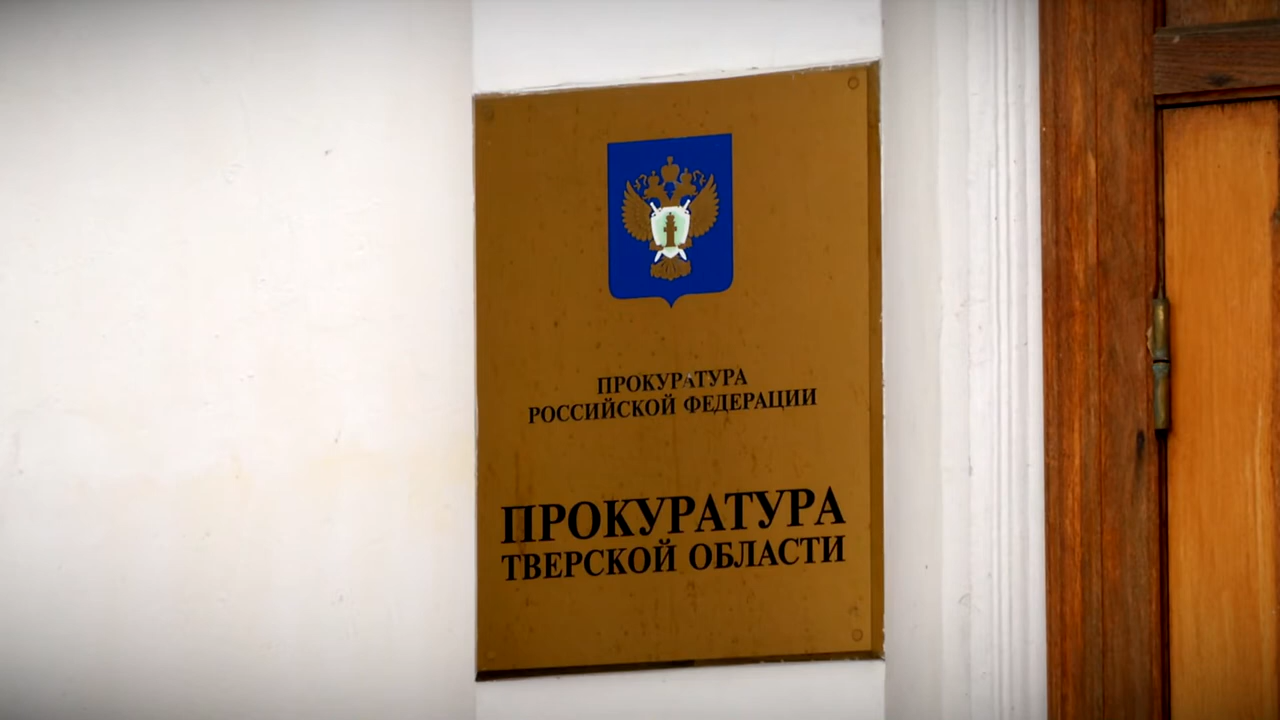 ПРОКУРАТУРА
РОССИЙСКОЙ ФЕДЕРАЦИИ
ПРОКУРАТУРА
ТВЕРСКОЙ ОБЛАСТИ